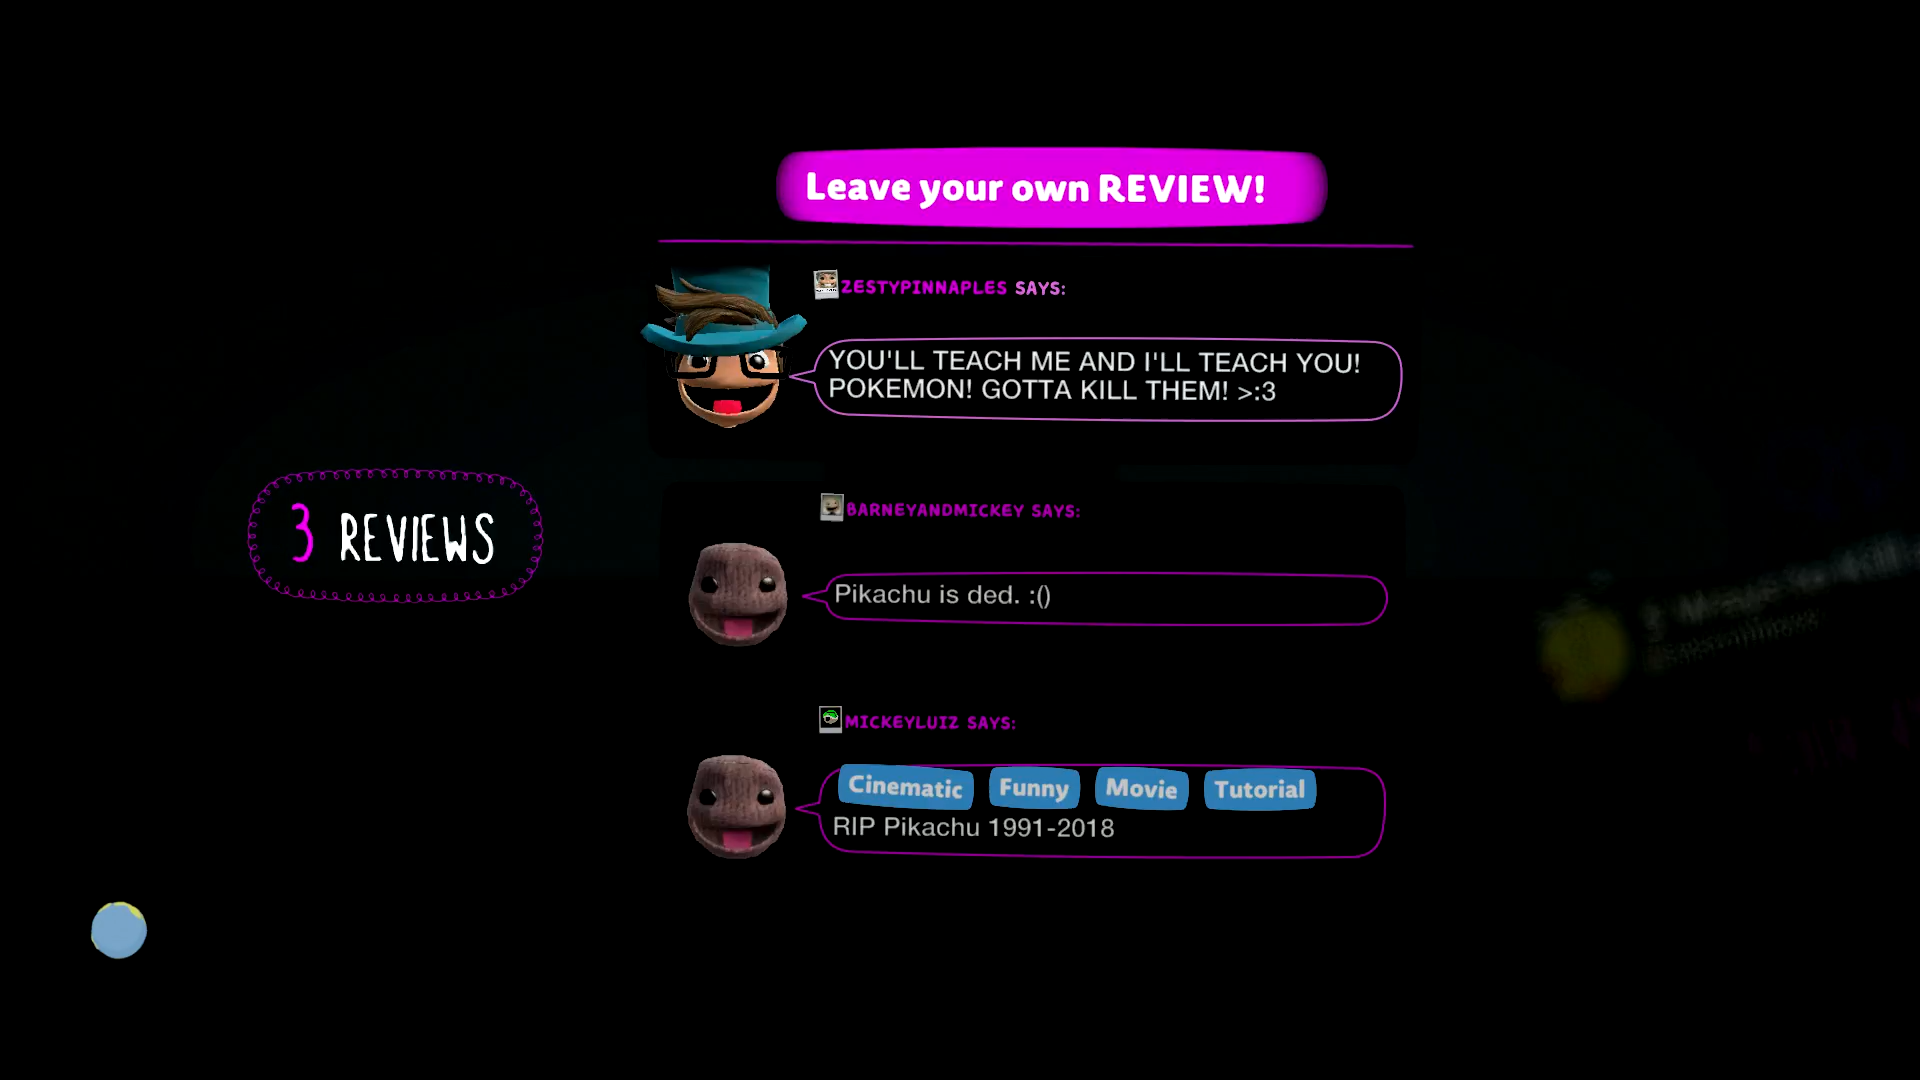 Leave your own REVIEW!
ZESTYPINNAPLES SAYS:
YOU'LL TEACH ME AND I'LL TEACH YOU!
POKEMON! GOTTA KILL THEM! >:3
3 REVIEWS
BARNEYANDMICKEY SAYS:
Pikachu is ded. :()
MICKEYLUIZ SAYS:
Cinematic Funny Movie Tutorial
RIP Pikachu 1991-2018